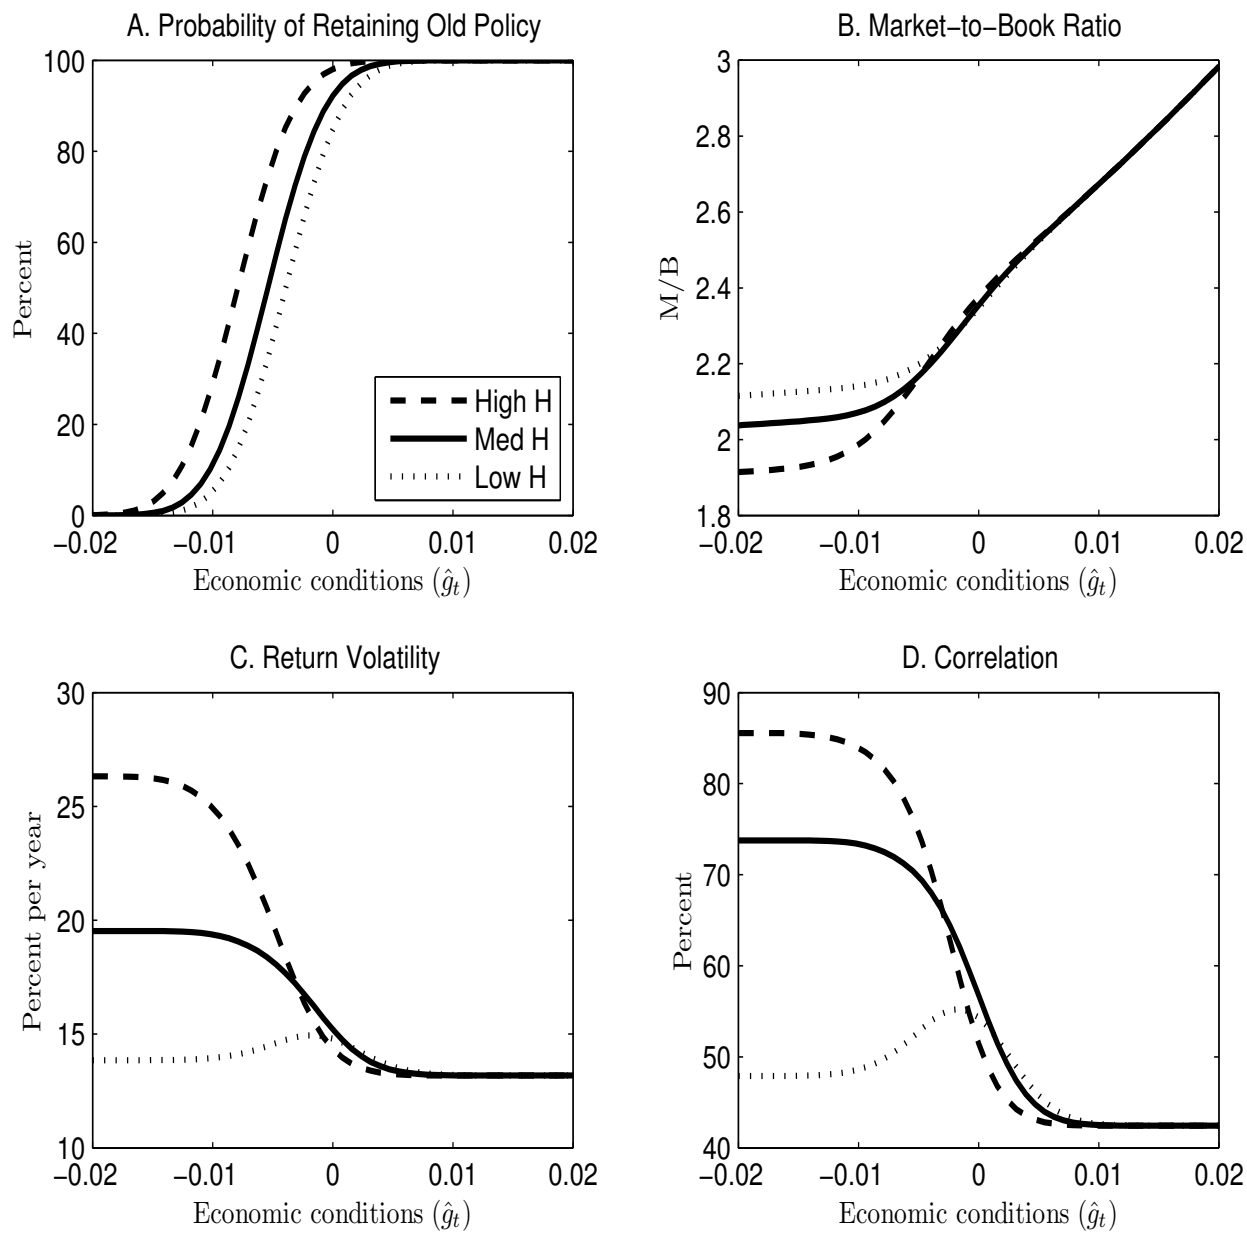 A. Probability of Retaining Old Policy
Percent
100
80
60
40
20
0
−0.02
−0.01
0
0.01
0.02
Economic conditions (ĝₜ)
High H
Med H
Low H
B. Market−to−Book Ratio
M/B
3
2.8
2.6
2.4
2.2
2
1.8
−0.02
−0.01
0
0.01
0.02
Economic conditions (ĝₜ)
C. Return Volatility
Percent per year
30
25
20
15
10
−0.02
−0.01
0
0.01
0.02
Economic conditions (ĝₜ)
D. Correlation
Percent
90
80
70
60
50
40
−0.02
−0.01
0
0.01
0.02
Economic conditions (ĝₜ)